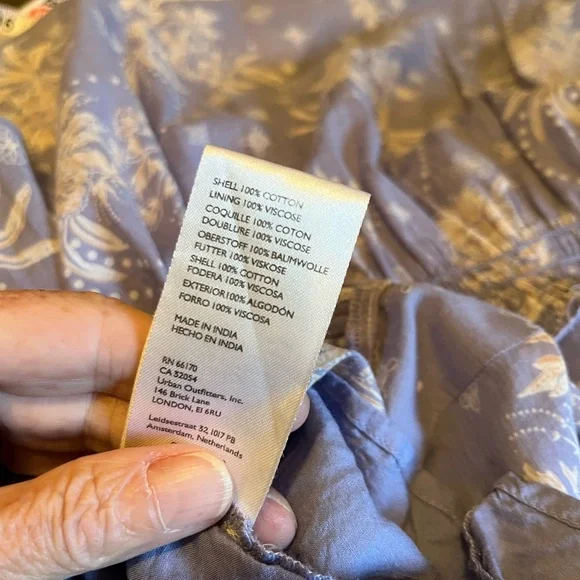 SHELL 100% COTTON
LINING 100% VISCOSE
COQUILLE 100% COTON
DOUBLURE 100% VISCOSE
OBERSTOFF 100% BAUMWOLLE
FUTTER 100% VISKOSE
SHELL 100% COTTON
FODERA 100% VISCOSA
EXTERIOR100% ALGODÓN
FORRO 100% VISCOSA
MADE IN INDIA
HECHO EN INDIA
RN 66170
CA 32054
Urban Outfitters, Inc.
146 Brick Lane
LONDON, E1 6RU
Leidsestraat 32, 1017 PB
Amsterdam, Netherlands